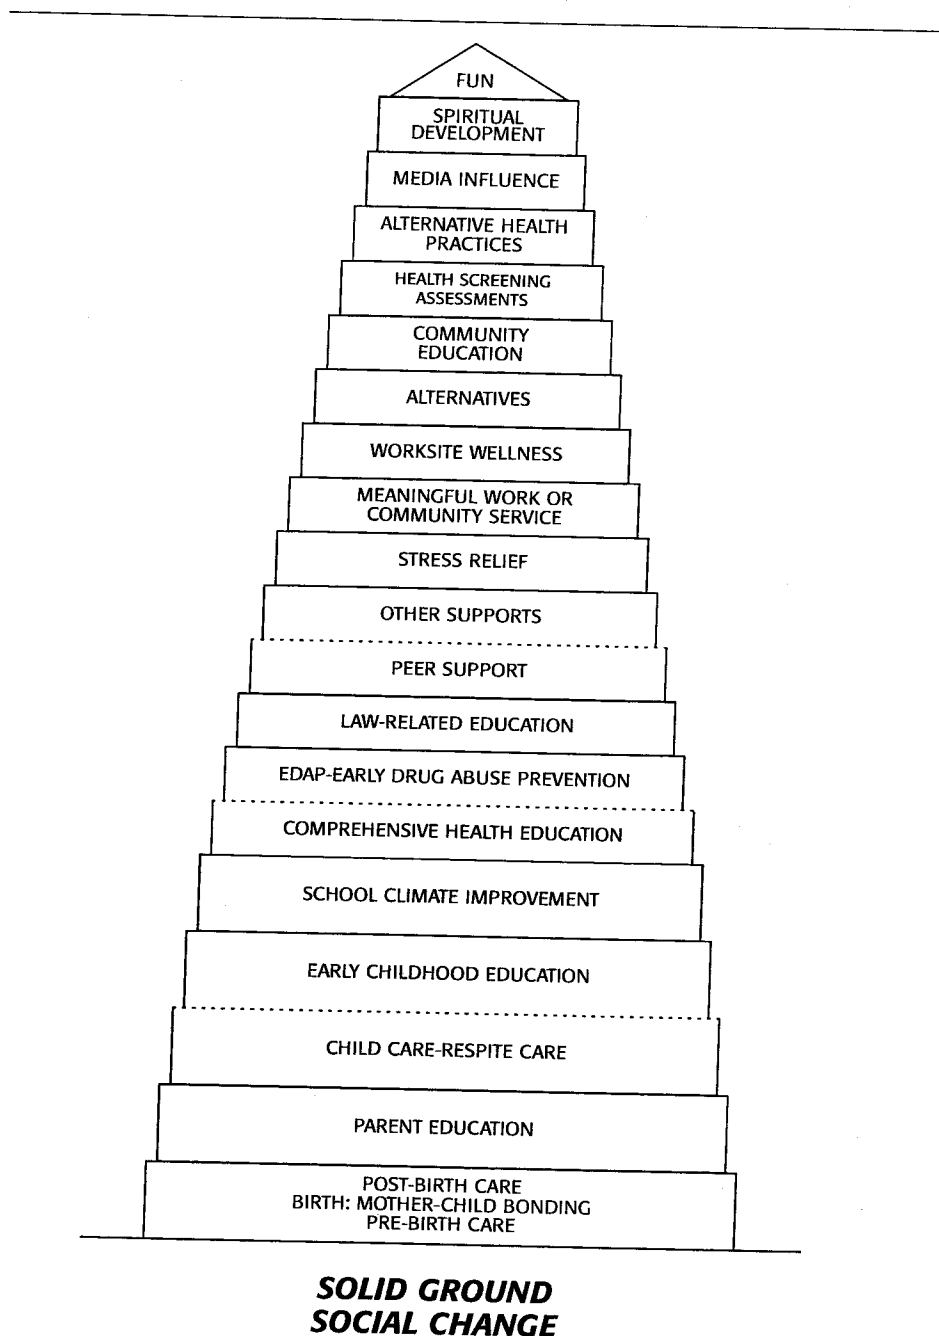 FUN
SPIRITUAL
DEVELOPMENT
MEDIA INFLUENCE
ALTERNATIVE HEALTH
PRACTICES
HEALTH SCREENING
ASSESSMENTS
COMMUNITY
EDUCATION
ALTERNATIVES
WORKSITE WELLNESS
MEANINGFUL WORK OR
COMMUNITY SERVICE
STRESS RELIEF
OTHER SUPPORTS
PEER SUPPORT
LAW-RELATED EDUCATION
EDAP-EARLY DRUG ABUSE PREVENTION
COMPREHENSIVE HEALTH EDUCATION
SCHOOL CLIMATE IMPROVEMENT
EARLY CHILDHOOD EDUCATION
CHILD CARE-RESPITE CARE
PARENT EDUCATION
POST-BIRTH CARE
BIRTH: MOTHER-CHILD BONDING
PRE-BIRTH CARE
SOLID GROUND
SOCIAL CHANGE